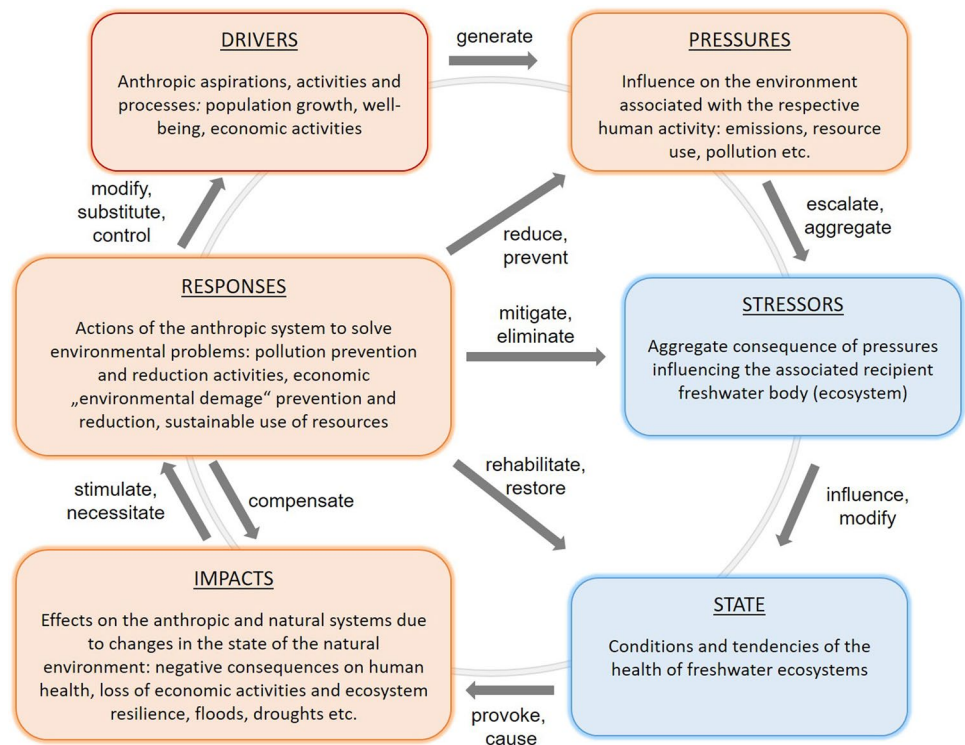 DRIVERS
Anthropic aspirations, activities and
processes: population growth, well-
being, economic activities
generate
PRESSURES
Influence on the environment
associated with the respective
human activity: emissions, resource
use, pollution etc.
modify,
substitute,
control
reduce,
prevent
escalate,
aggregate
RESPONSES
Actions of the anthropic system to solve
environmental problems: pollution prevention
and reduction activities, economic
„environmental demage“ prevention and
reduction, sustainable use of resources
mitigate,
eliminate
STRESSORS
Aggregate consequence of pressures
influencing the associated recipient
freshwater body (ecosystem)
stimulate,
necessitate
compensate
rehabilitate,
restore
influence,
modify
IMPACTS
Effects on the anthropic and natural systems due
to changes in the state of the natural
environment: negative consequences on human
health, loss of economic activities and ecosystem
resilience, floods, droughts etc.
provoke,
cause
STATE
Conditions and tendencies of the
health of freshwater ecosystems